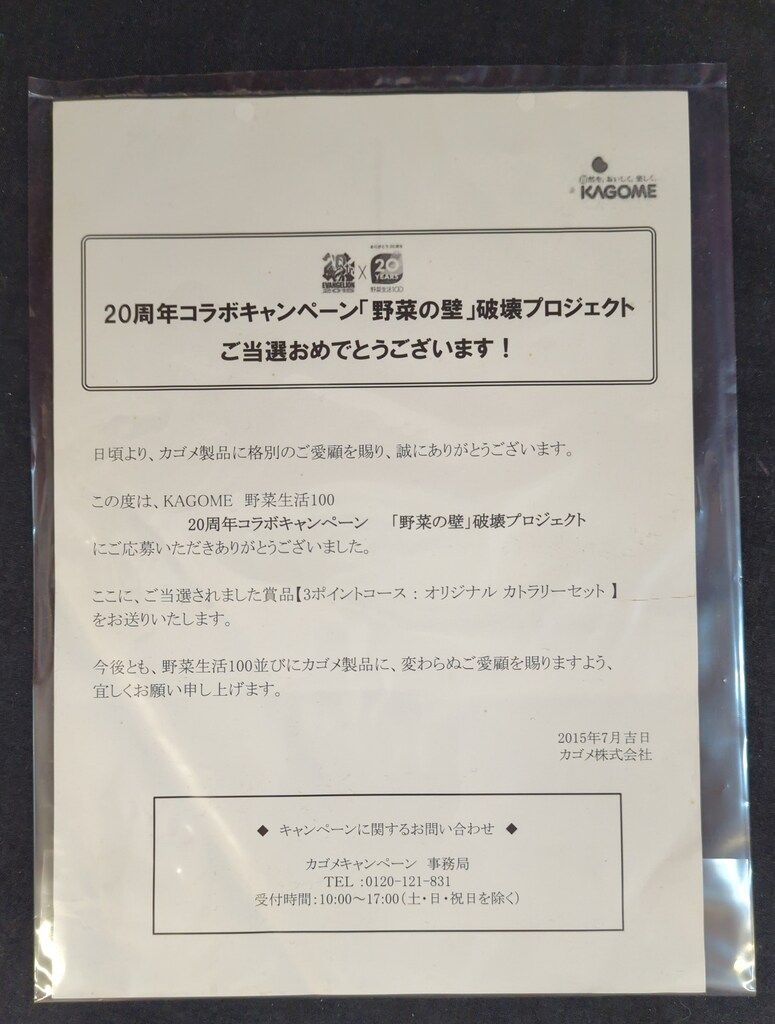 自然を、おいしく、楽しく。
KAGOME
EVANGELION
2015
×
20
YEARS
野菜生活100
20周年コラボキャンペーン「野菜の壁」破壊プロジェクト
ご当選おめでとうございます！
日頃より、カゴメ製品に格別のご愛顧を賜り、誠にありがとうございます。
この度は、KAGOME 野菜生活100
20周年コラボキャンペーン 「野菜の壁」破壊プロジェクト
にご応募いただきありがとうございました。
ここに、ご当選されました賞品【3ポイントコース : オリジナル カトラリーセット 】
をお送りいたします。
今後とも、野菜生活100並びにカゴメ製品に、変わらぬご愛顧を賜りますよう、
宜しくお願い申し上げます。
2015年7月吉日
カゴメ株式会社
◆ キャンペーンに関するお問い合わせ ◆
カゴメキャンペーン 事務局
TEL :0120-121-831
受付時間:10:00～17:00(土・日・祝日を除く)